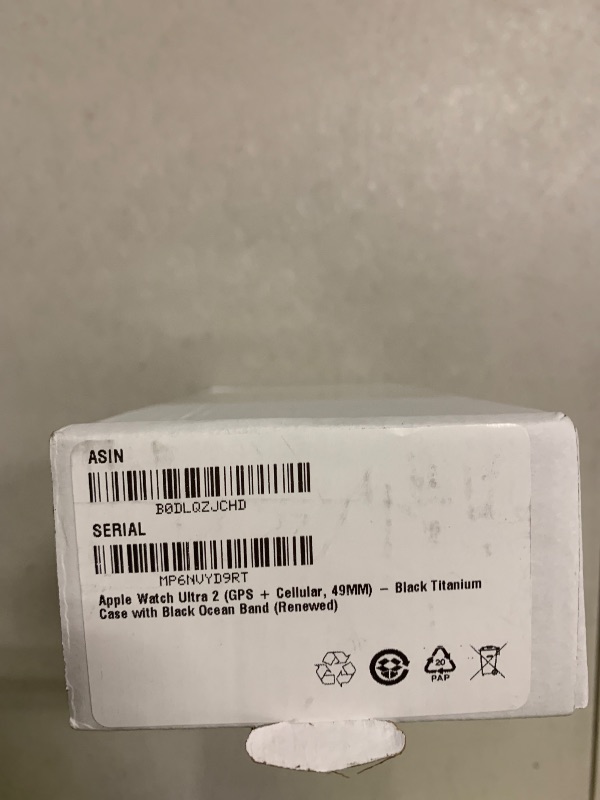 ASIN
B0DLQZJCHD
SERIAL
MP6NVYD9RT
Apple Watch Ultra 2 (GPS + Cellular, 49MM) – Black Titanium
Case with Black Ocean Band (Renewed)
20
PAP